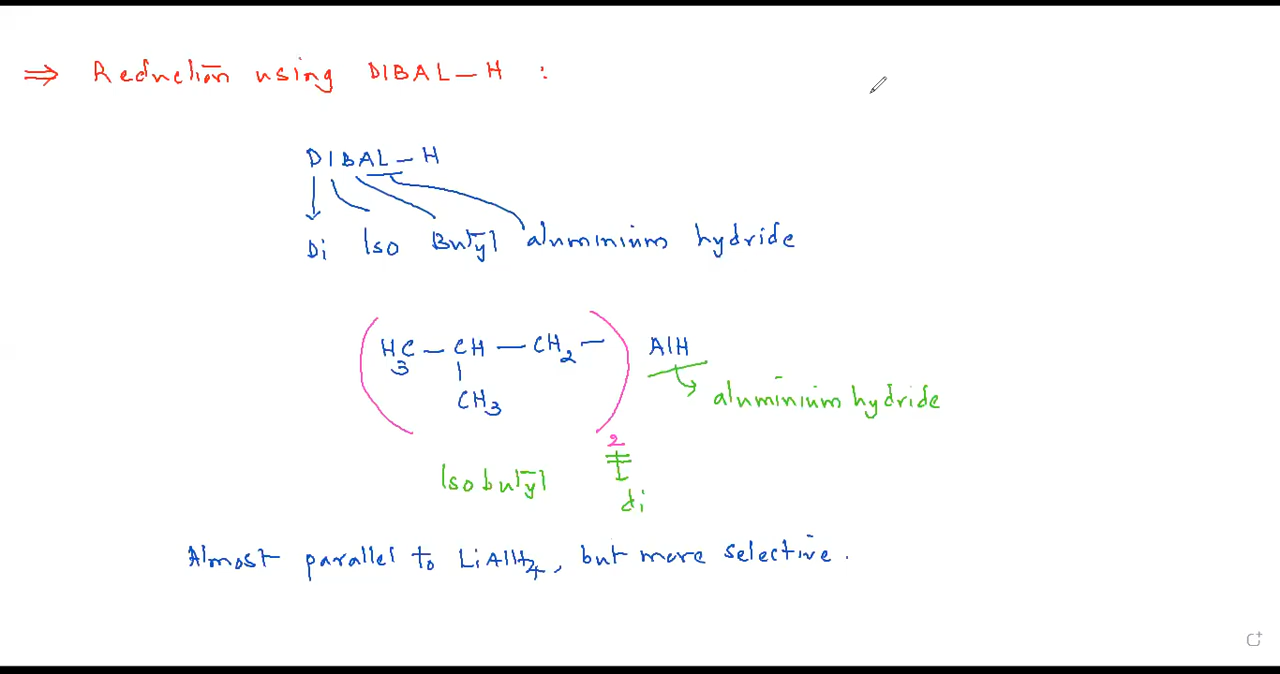 ⇒ Reduction using DIBAL-H :
DIBAL-H
Di Iso Butyl aluminium hydride
H3C - CH - CH2 - AlH
CH3
aluminium hydride
2
Isobutyl
di
Almost parallel to LiAlH4, but more selective.